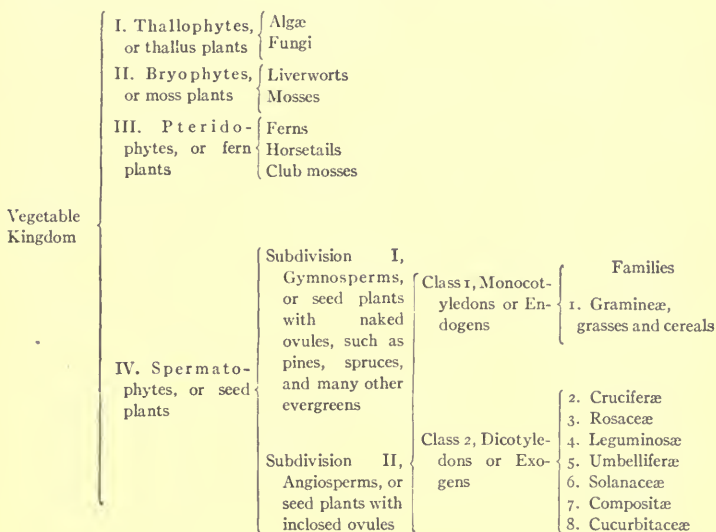 Vegetable
Kingdom
I. Thallophytes,
or thallus plants
Algæ
Fungi
II. Bryophytes,
or moss plants
Liverworts
Mosses
III. Pterido-
phytes, or fern
plants
Ferns
Horsetails
Club mosses
IV. Spermato-
phytes, or seed
plants
Subdivision I,
Gymnosperms,
or seed plants
with naked
ovules, such as
pines, spruces,
and many other
evergreens
Subdivision II,
Angiosperms, or
seed plants with
inclosed ovules
Class 1, Monocot-
yledons or En-
dogens
Families
1. Gramineæ,
grasses and cereals
Class 2, Dicotyle-
dons or Exo-
gens
2. Cruciferæ
3. Rosaceæ
4. Leguminosæ
5. Umbelliferæ
6. Solanaceæ
7. Compositæ
8. Cucurbitaceæ